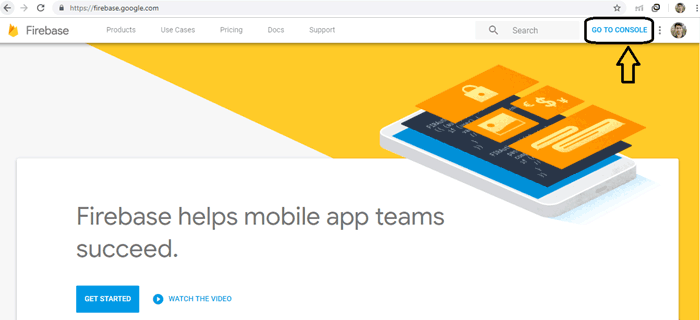 https://firebase.google.com
Firebase
Products
Use Cases
Pricing
Docs
Support
Search
GO TO CONSOLE
Firebase helps mobile app teams
succeed.
GET STARTED
WATCH THE VIDEO